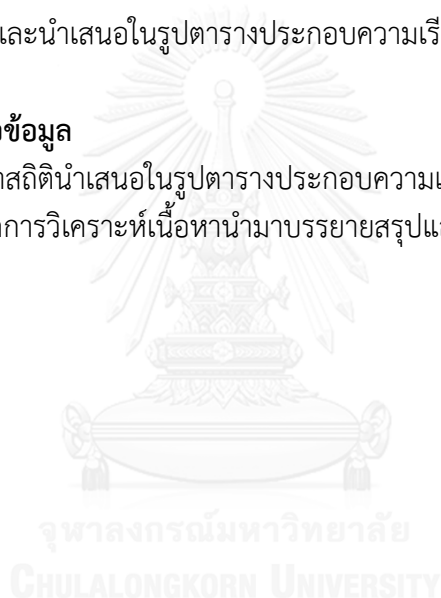 และนำเสนอในรูปตารางประกอบความเรี
ข้อมูล
าสถิตินำเสนอในรูปตารางประกอบความเ
การวิเคราะห์เนื้อหานำมาบรรยายสรุปแ
จุฬาลงกรณ์มหาวิทยาลัย
CHULALONGKORN UNIVERSITY